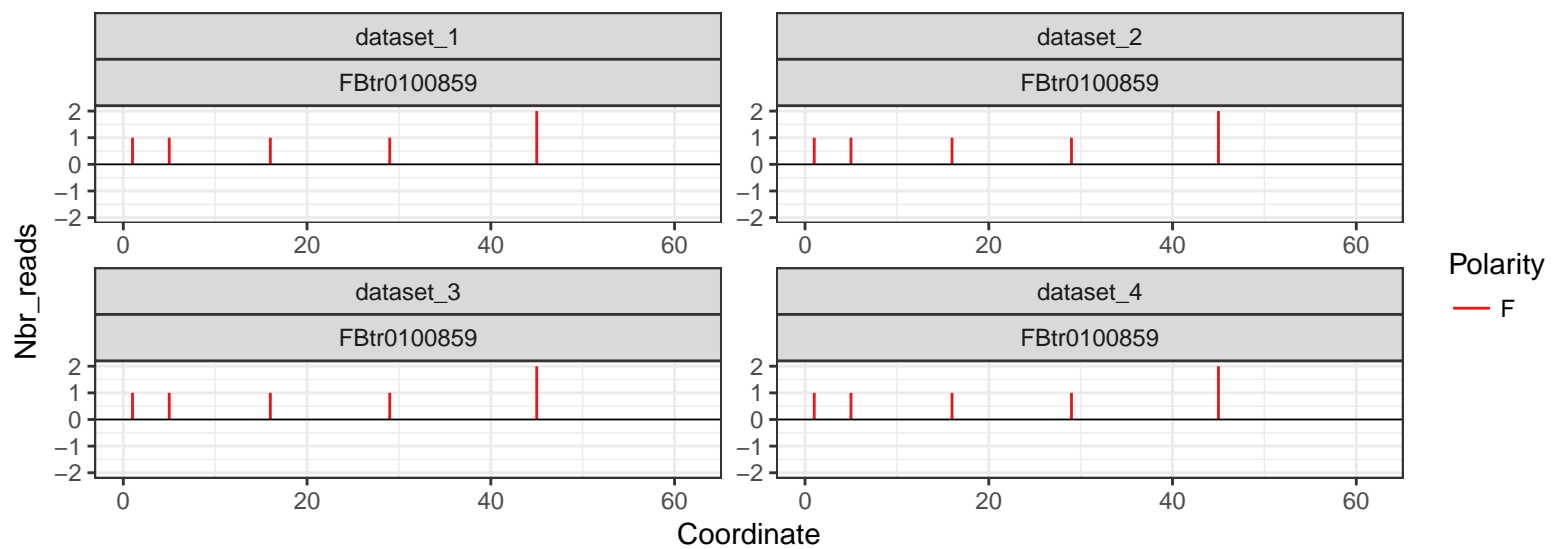 dataset_1
FBtr0100859
2
1
0
−1
−2
0 20 40 60
dataset_2
FBtr0100859
2
1
0
−1
−2
0 20 40 60
dataset_3
FBtr0100859
2
1
0
−1
−2
0 20 40 60
dataset_4
FBtr0100859
2
1
0
−1
−2
0 20 40 60
Nbr_reads
Coordinate
Polarity
F